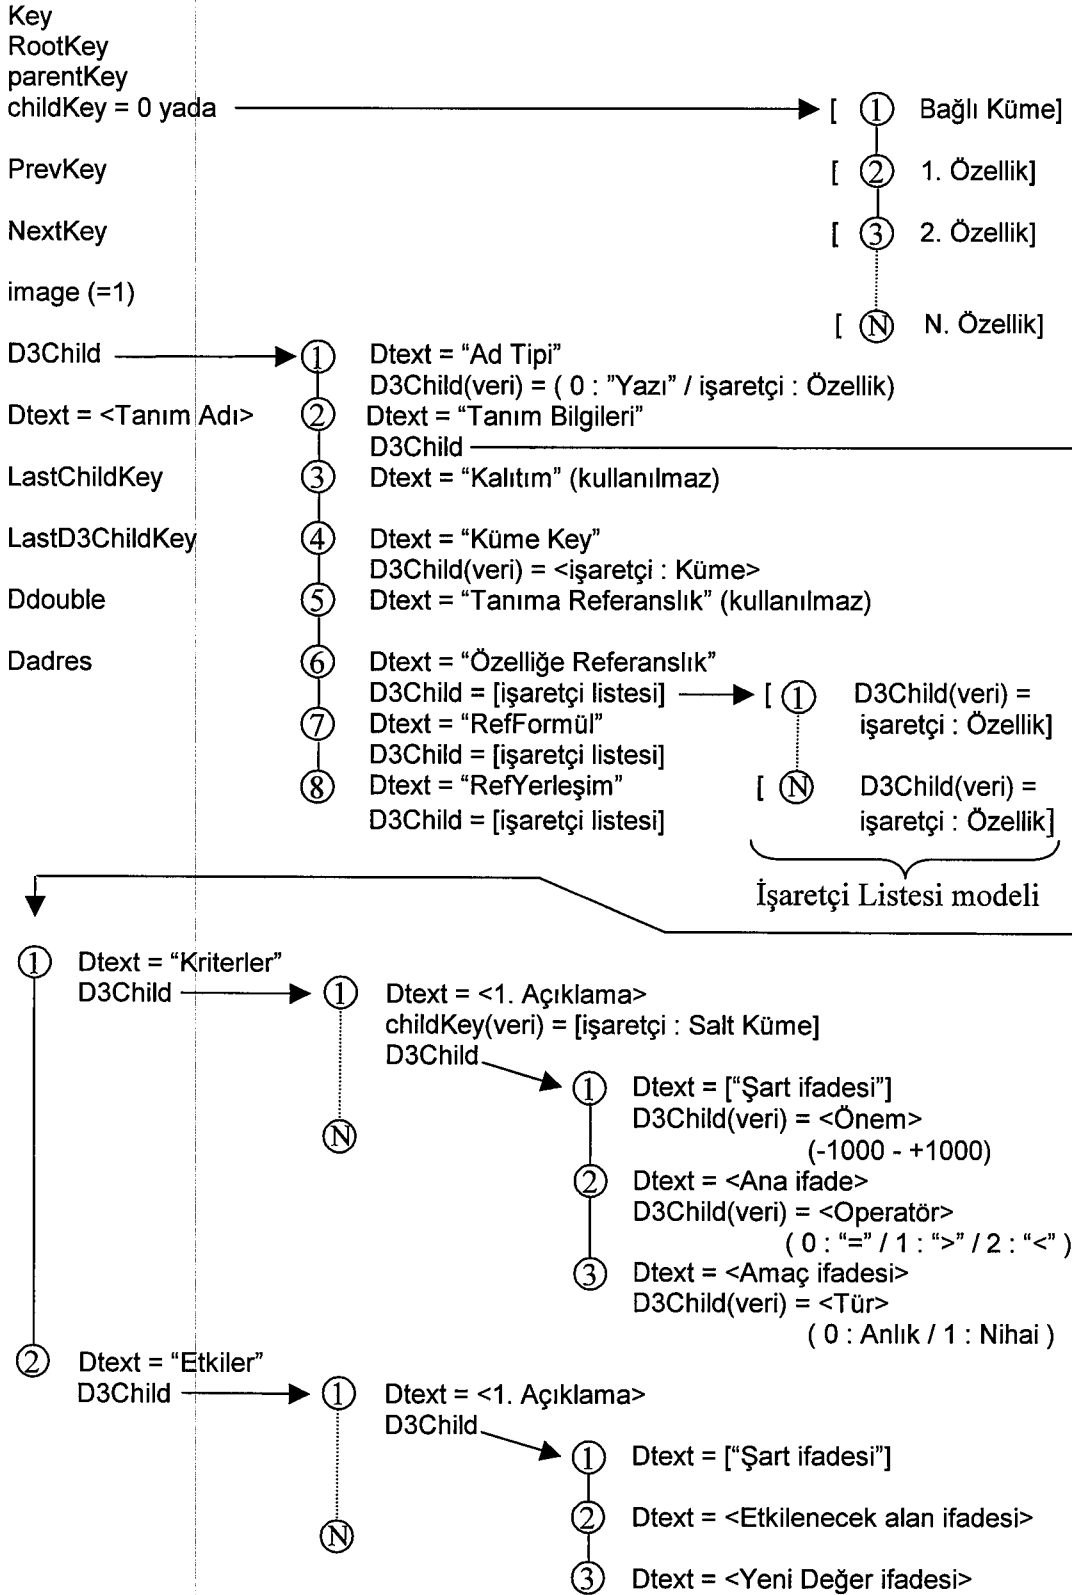 Key
RootKey
parentKey
childKey = 0 yada
[ 1 Bağlı Küme]
PrevKey
[ 2 1. Özellik]
NextKey
[ 3 2. Özellik]
image (=1)
[ N N. Özellik]
D3Child
1 Dtext = “Ad Tipi”
D3Child(veri) = ( 0 : "Yazı" / işaretçi : Özellik)
Dtext = <Tanım Adı>
2 Dtext = “Tanım Bilgileri”
D3Child
LastChildKey
3 Dtext = “Kalıtım” (kullanılmaz)
LastD3ChildKey
4 Dtext = “Küme Key”
D3Child(veri) = <işaretçi : Küme>
Ddouble
5 Dtext = “Tanıma Referanslık” (kullanılmaz)
Dadres
6 Dtext = “Özelliğe Referanslık”
D3Child = [işaretçi listesi]
7 Dtext = “RefFormül”
D3Child = [işaretçi listesi]
8 Dtext = “RefYerleşim”
D3Child = [işaretçi listesi]
[ 1 D3Child(veri) =
işaretçi : Özellik]
[ N D3Child(veri) =
işaretçi : Özellik]
İşaretçi Listesi modeli
1 Dtext = “Kriterler”
D3Child
1 Dtext = <1. Açıklama>
childKey(veri) = [işaretçi : Salt Küme]
D3Child
N
1 Dtext = [“Şart ifadesi”]
D3Child(veri) = <Önem>
(-1000 - +1000)
2 Dtext = <Ana ifade>
D3Child(veri) = <Operatör>
( 0 : “=” / 1 : “>” / 2 : “<” )
3 Dtext = <Amaç ifadesi>
D3Child(veri) = <Tür>
( 0 : Anlık / 1 : Nihai )
2 Dtext = “Etkiler”
D3Child
1 Dtext = <1. Açıklama>
D3Child
N
1 Dtext = [“Şart ifadesi”]
2 Dtext = <Etkilenecek alan ifadesi>
3 Dtext = <Yeni Değer ifadesi>